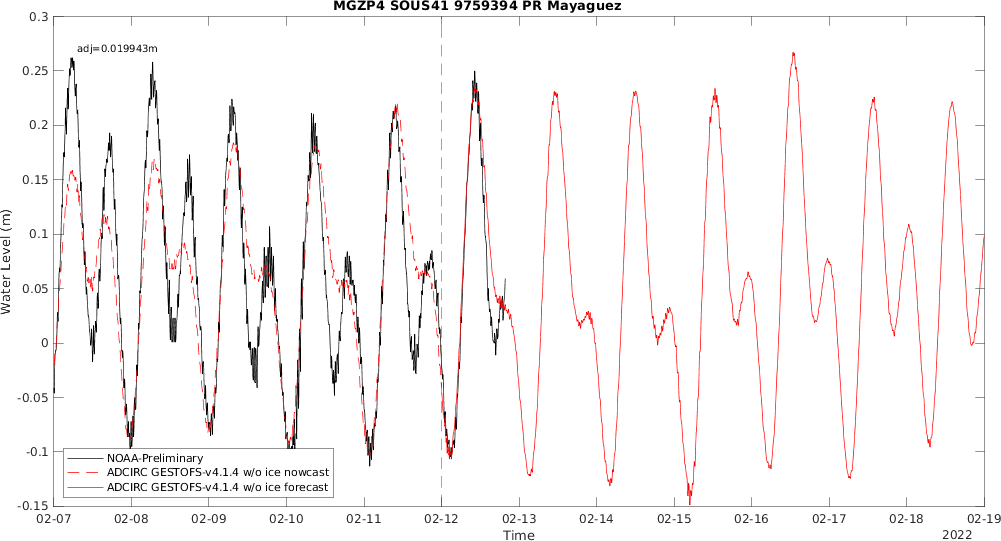 MGZP4 SOUS41 9759394 PR Mayaguez
adj=0.019943m
0.3
0.25
0.2
0.15
0.1
0.05
0
-0.05
-0.1
-0.15
Water Level (m)
NOAA-Preliminary
ADCIRC GESTOFS-v4.1.4 w/o ice nowcast
ADCIRC GESTOFS-v4.1.4 w/o ice forecast
02-07 02-08 02-09 02-10 02-11 02-12 02-13 02-14 02-15 02-16 02-17 02-18 02-19
Time
2022